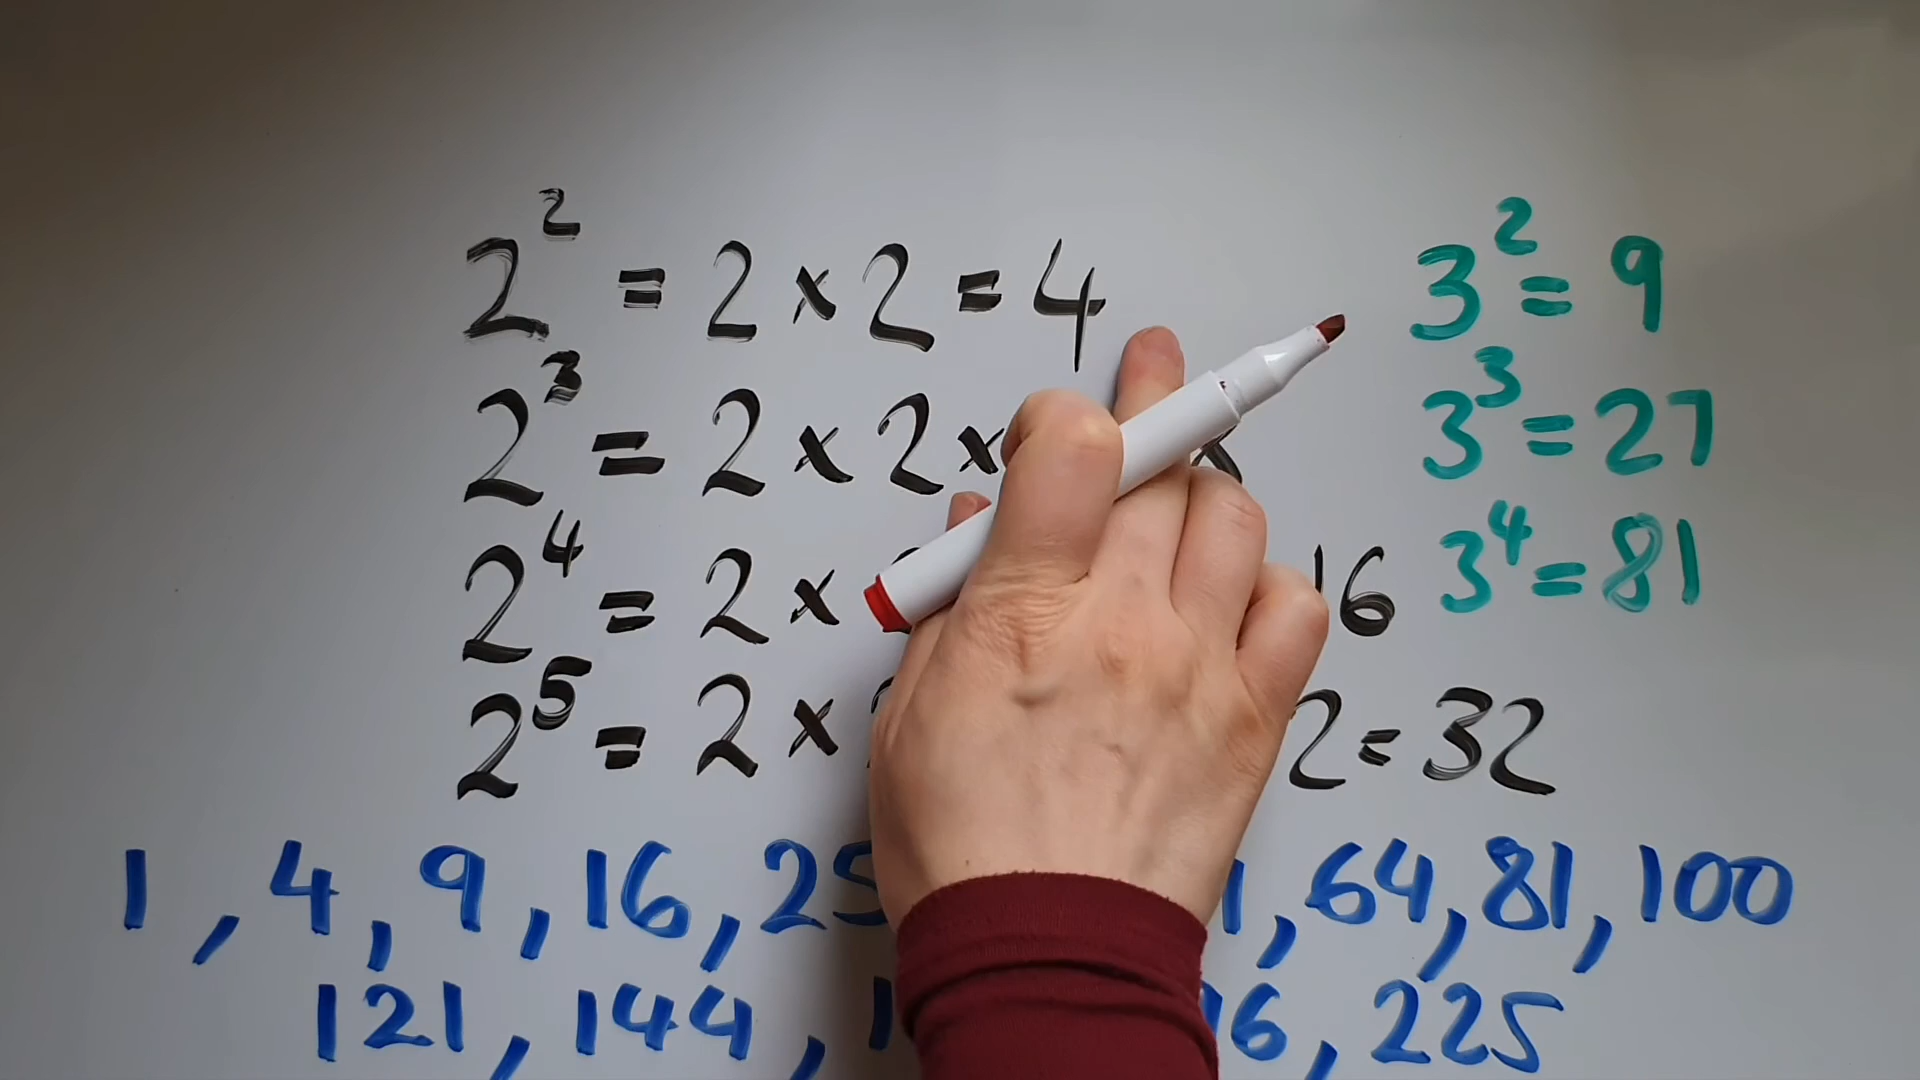 2² = 2 × 2 = 4
2³ = 2 × 2 ×
2⁴ = 2 × 16
2⁵ = 2 × 2 = 32
3² = 9
3³ = 27
3⁴ = 81
1, 4, 9, 16, 25 , 64, 81, 100
121, 144, 225